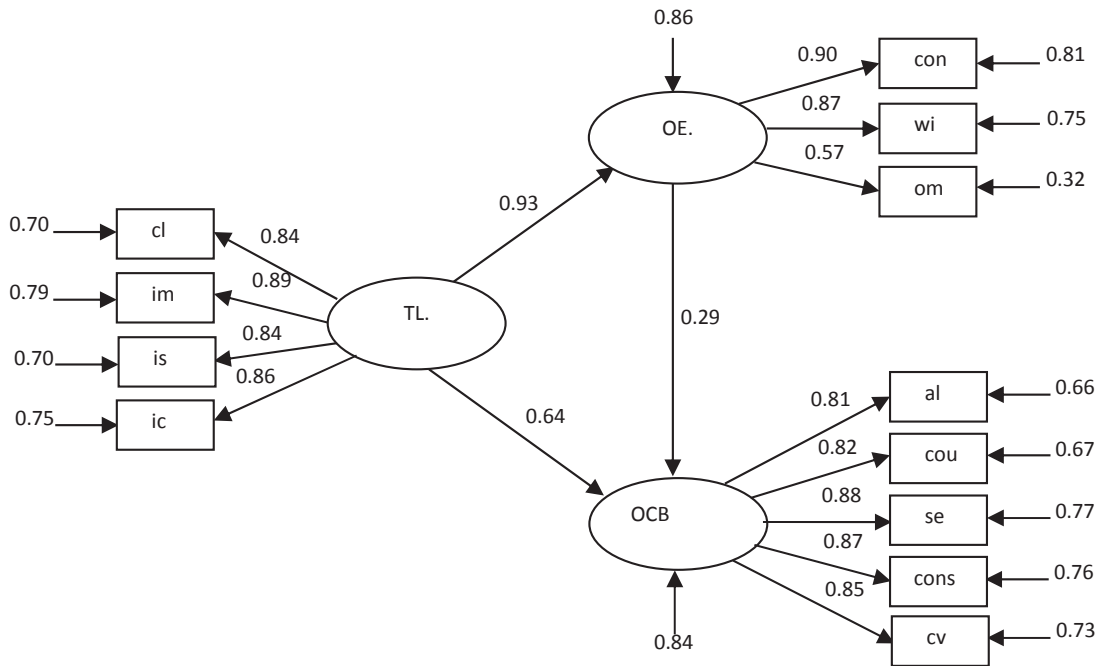 0.86
0.90
con
0.81
0.87
OE.
wi
0.75
0.57
om
0.32
0.93
0.70
cl
0.84
0.79
im
0.89
TL.
0.70
is
0.84
0.29
0.75
ic
0.86
0.64
0.81
al
0.66
0.82
cou
0.67
0.88
OCB
se
0.77
0.87
cons
0.76
0.85
cv
0.73
0.84